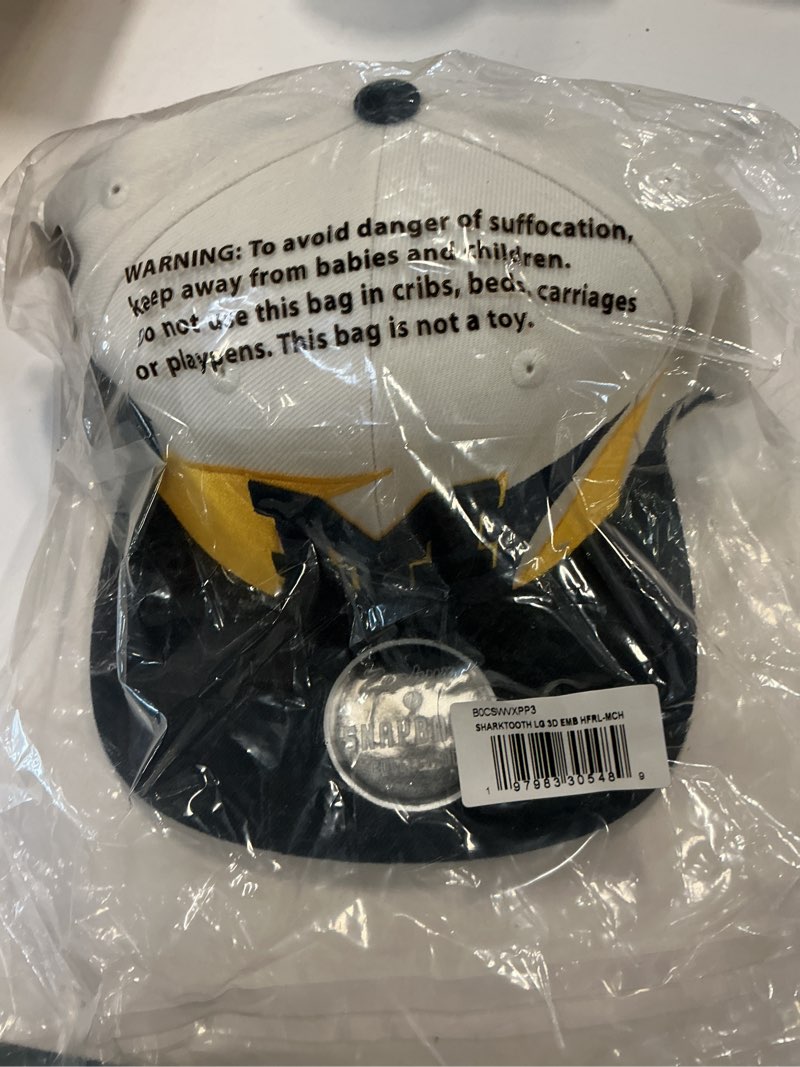 WARNING: To avoid danger of suffocation,
keep away from babies and children.
Do not use this bag in cribs, beds, carriages
or playpens. This bag is not a toy.
M
SNAPBACK
B0CSWVXPP3
SHARKTOOTH LG 3D EMB HFRL-MCH
1 97983 30548 9